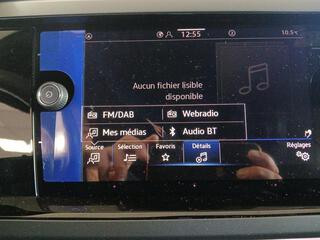 12:55
10.5°C
Aucun fichier lisible
disponible
FM/DAB
Webradio
Mes médias
Audio BT
Source
Sélection
Favoris
Détails
Réglages